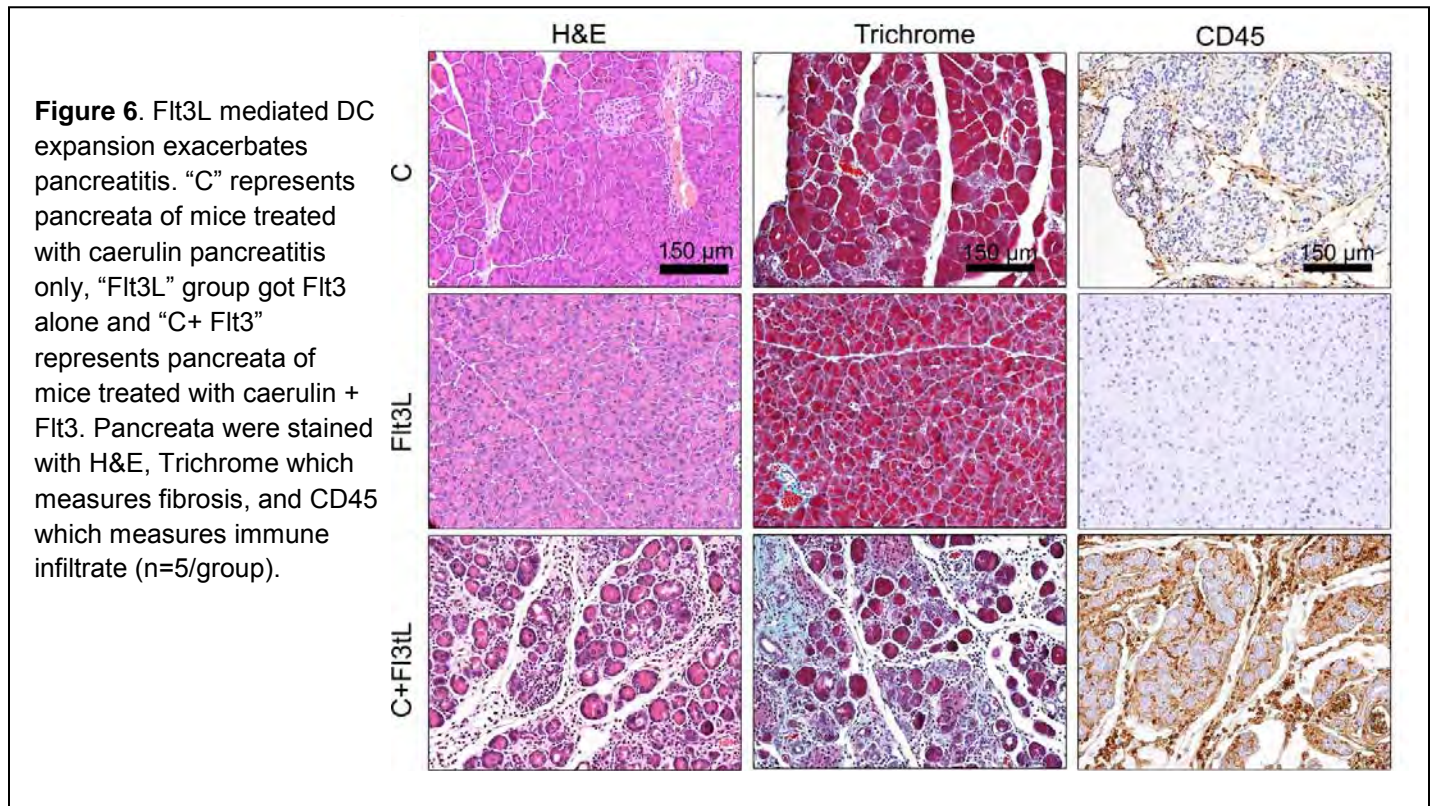 H&E
Trichrome
CD45
Figure 6. Flt3L mediated DC
expansion exacerbates
pancreatitis. “C” represents
pancreata of mice treated
with caerulin pancreatitis
only, “Flt3L” group got Flt3
alone and “C+ Flt3”
represents pancreata of
mice treated with caerulin +
Flt3. Pancreata were stained
with H&E, Trichrome which
measures fibrosis, and CD45
which measures immune
infiltrate (n=5/group).
C
150 µm
150 µm
150 µm
Flt3L
C+Fl3tL